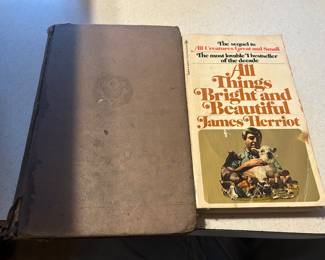 The sequel to
All Creatures Great and Small
The most lovable #1 bestseller
of the decade
All
Things
Bright and
Beautiful
James Herriot